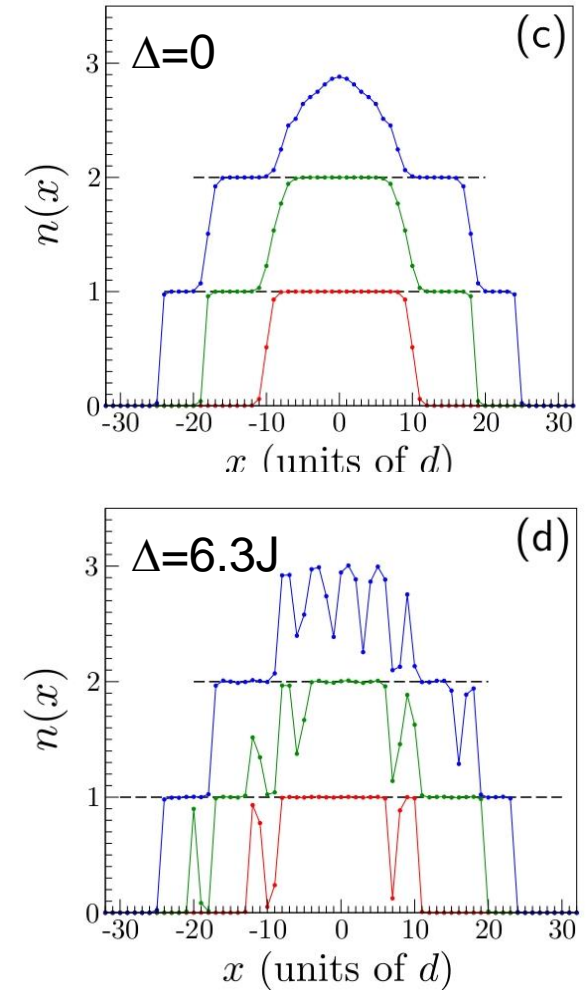 (c)
Δ=0
3
2
1
0
n(x)
-30 -20 -10 0 10 20 30
x (units of d)
(d)
Δ=6.3J
3
2
1
0
n(x)
-30 -20 -10 0 10 20 30
x (units of d)